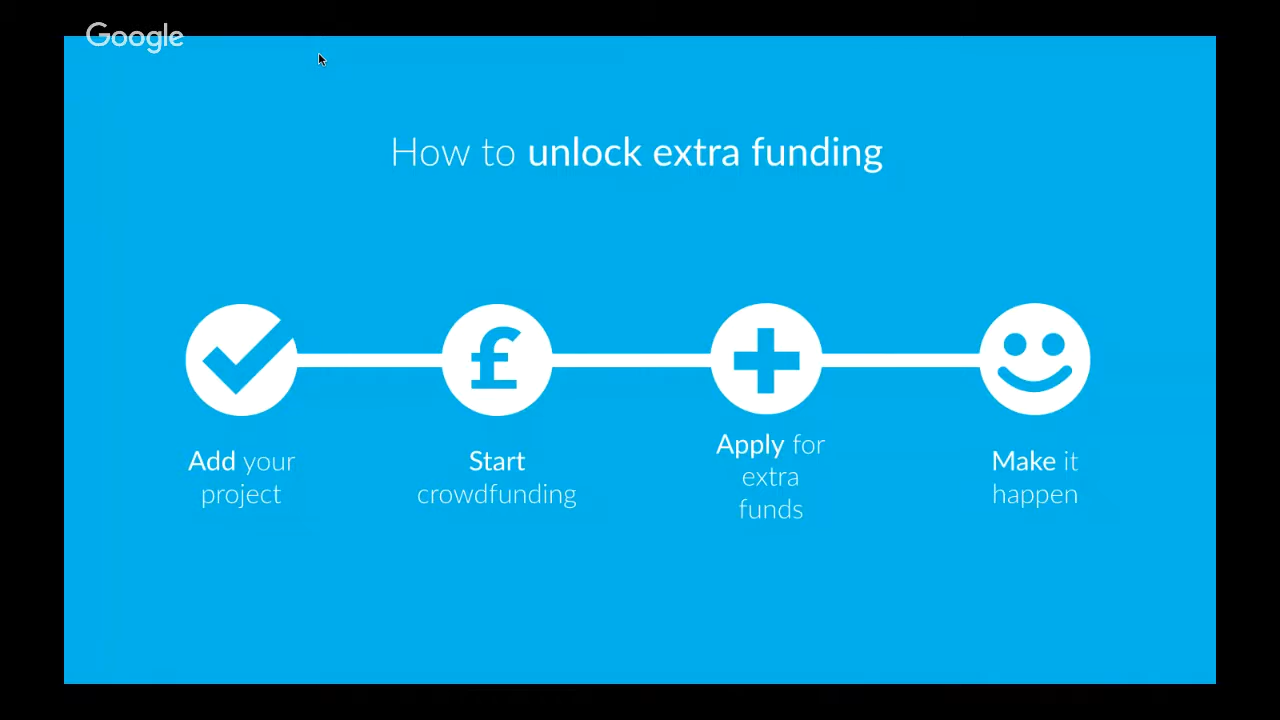 Google
How to unlock extra funding
£
Add your
project
Start
crowdfunding
Apply for
extra
funds
Make it
happen